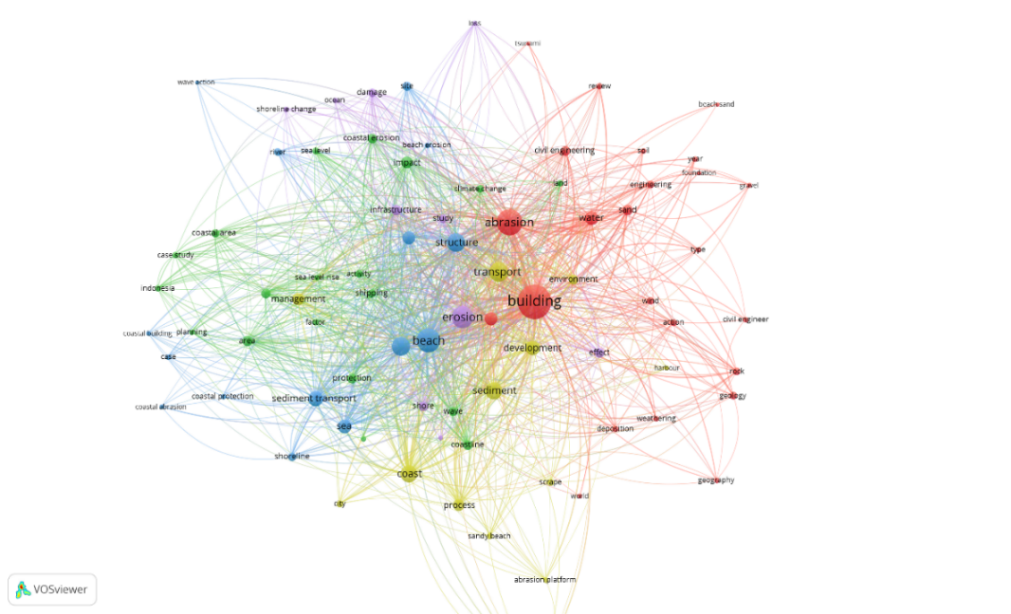 loss
tsunami
wave action
site
review
damage
ocean
beach sand
shoreline change
coastal erosion
beach erosion
river
sea level
civil engineering
soil
impact
year
foundation
climate change
land
engineering
gravel
infrastructure
study
abrasion
water
sand
coastal area
structure
type
case study
transport
sea level rise
activity
environment
indonesia
shipping
management
building
wind
factor
erosion
action
civil engineer
coastal building
planning
area
beach
development
effect
case
harbour
rock
protection
sediment
coastal protection
sediment transport
geology
coastal abrasion
shore
wave
weathering
sea
deposition
coastline
shoreline
coast
scrape
geography
world
city
process
sandy beach
abrasion platform
VOSviewer